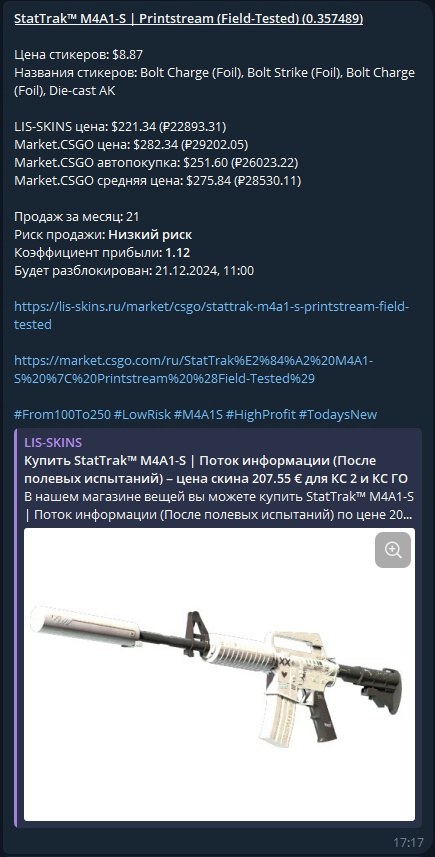 StatTrak™ M4A1-S | Printstream (Field-Tested) (0.357489)
Цена стикеров: $8.87
Названия стикеров: Bolt Charge (Foil), Bolt Strike (Foil), Bolt Charge
(Foil), Die-cast AK
LIS-SKINS цена: $221.34 (₽22893.31)
Market.CSGO цена: $282.34 (₽29202.05)
Market.CSGO автопокупка: $251.60 (₽26023.22)
Market.CSGO средняя цена: $275.84 (₽28530.11)
Продаж за месяц: 21
Риск продажи: Низкий риск
Коэффициент прибыли: 1.12
Будет разблокирован: 21.12.2024, 11:00
https://lis-skins.ru/market/csgo/stattrak-m4a1-s-printstream-field-
tested
https://market.csgo.com/ru/StatTrak%E2%84%A2%20M4A1-
S%20%7C%20Printstream%20%28Field-Tested%29
#From100To250 #LowRisk #M4A1S #HighProfit #TodaysNew
LIS-SKINS
Купить StatTrak™ M4A1-S | Поток информации (После
полевых испытаний) – цена скина 207.55 € для КС 2 и КС ГО
В нашем магазине вещей вы можете купить StatTrak™ M4A1-S
| Поток информации (После полевых испытаний) по цене 20...
17:17